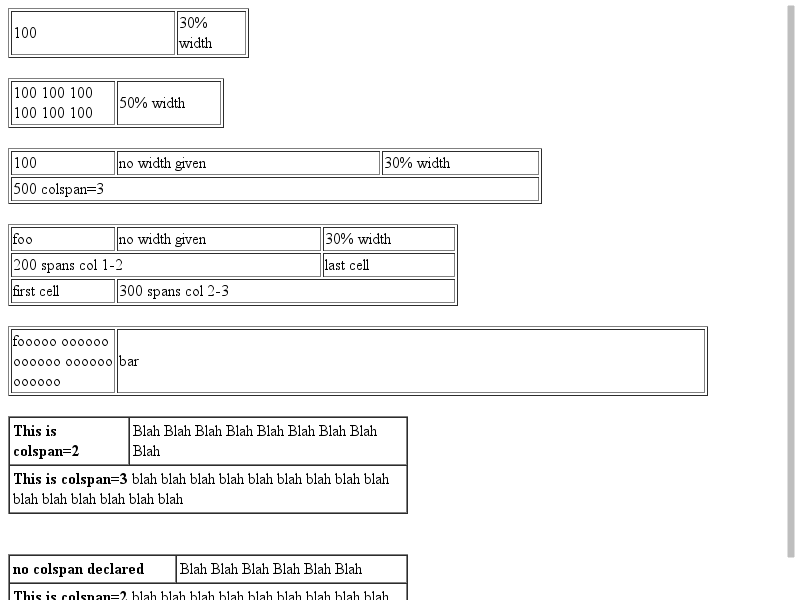 100
30%
width
100 100 100
100 100 100
50% width
100
no width given
30% width
500 colspan=3
foo
no width given
30% width
200 spans col 1-2
last cell
first cell
300 spans col 2-3
fooooo oooooo
oooooo oooooo
oooooo
bar
This is
colspan=2
Blah Blah Blah Blah Blah Blah Blah Blah
Blah
This is colspan=3 blah blah blah blah blah blah blah blah blah
blah blah blah blah blah blah
no colspan declared
Blah Blah Blah Blah Blah Blah
This is colspan=2 blah blah blah blah blah blah blah blah blah